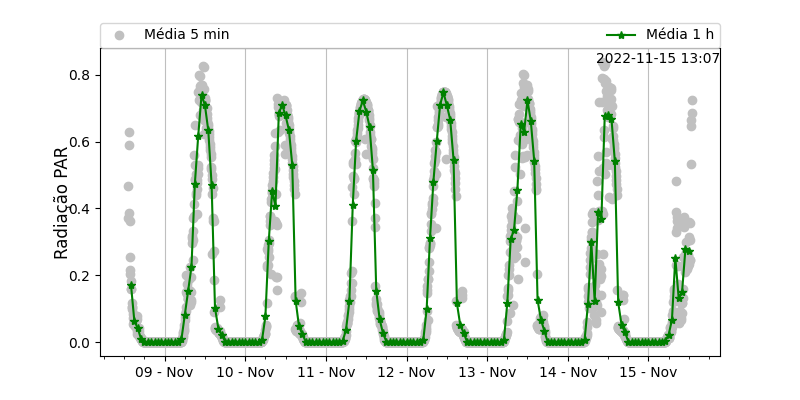 Média 5 min
Média 1 h
2022-11-15 13:07
Radiação PAR
0.8
0.6
0.4
0.2
0.0
09 - Nov
10 - Nov
11 - Nov
12 - Nov
13 - Nov
14 - Nov
15 - Nov